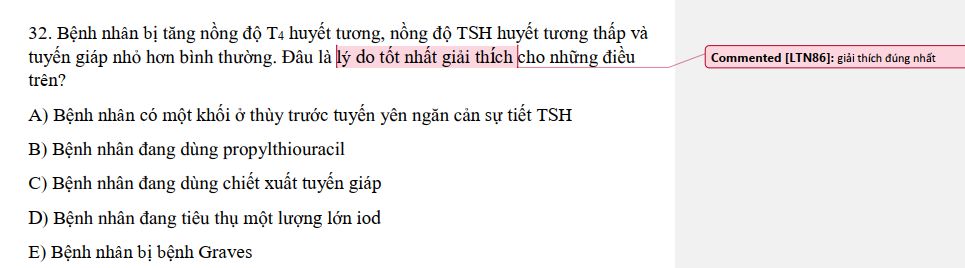 32. Bệnh nhân bị tăng nồng độ T4 huyết tương, nồng độ TSH huyết tương thấp và
tuyến giáp nhỏ hơn bình thường. Đâu là lý do tốt nhất giải thích cho những điều
trên?
A) Bệnh nhân có một khối ở thùy trước tuyến yên ngăn cản sự tiết TSH
B) Bệnh nhân đang dùng propylthiouracil
C) Bệnh nhân đang dùng chiết xuất tuyến giáp
D) Bệnh nhân đang tiêu thụ một lượng lớn iod
E) Bệnh nhân bị bệnh Graves
Commented [LTN86]: giải thích đúng nhất